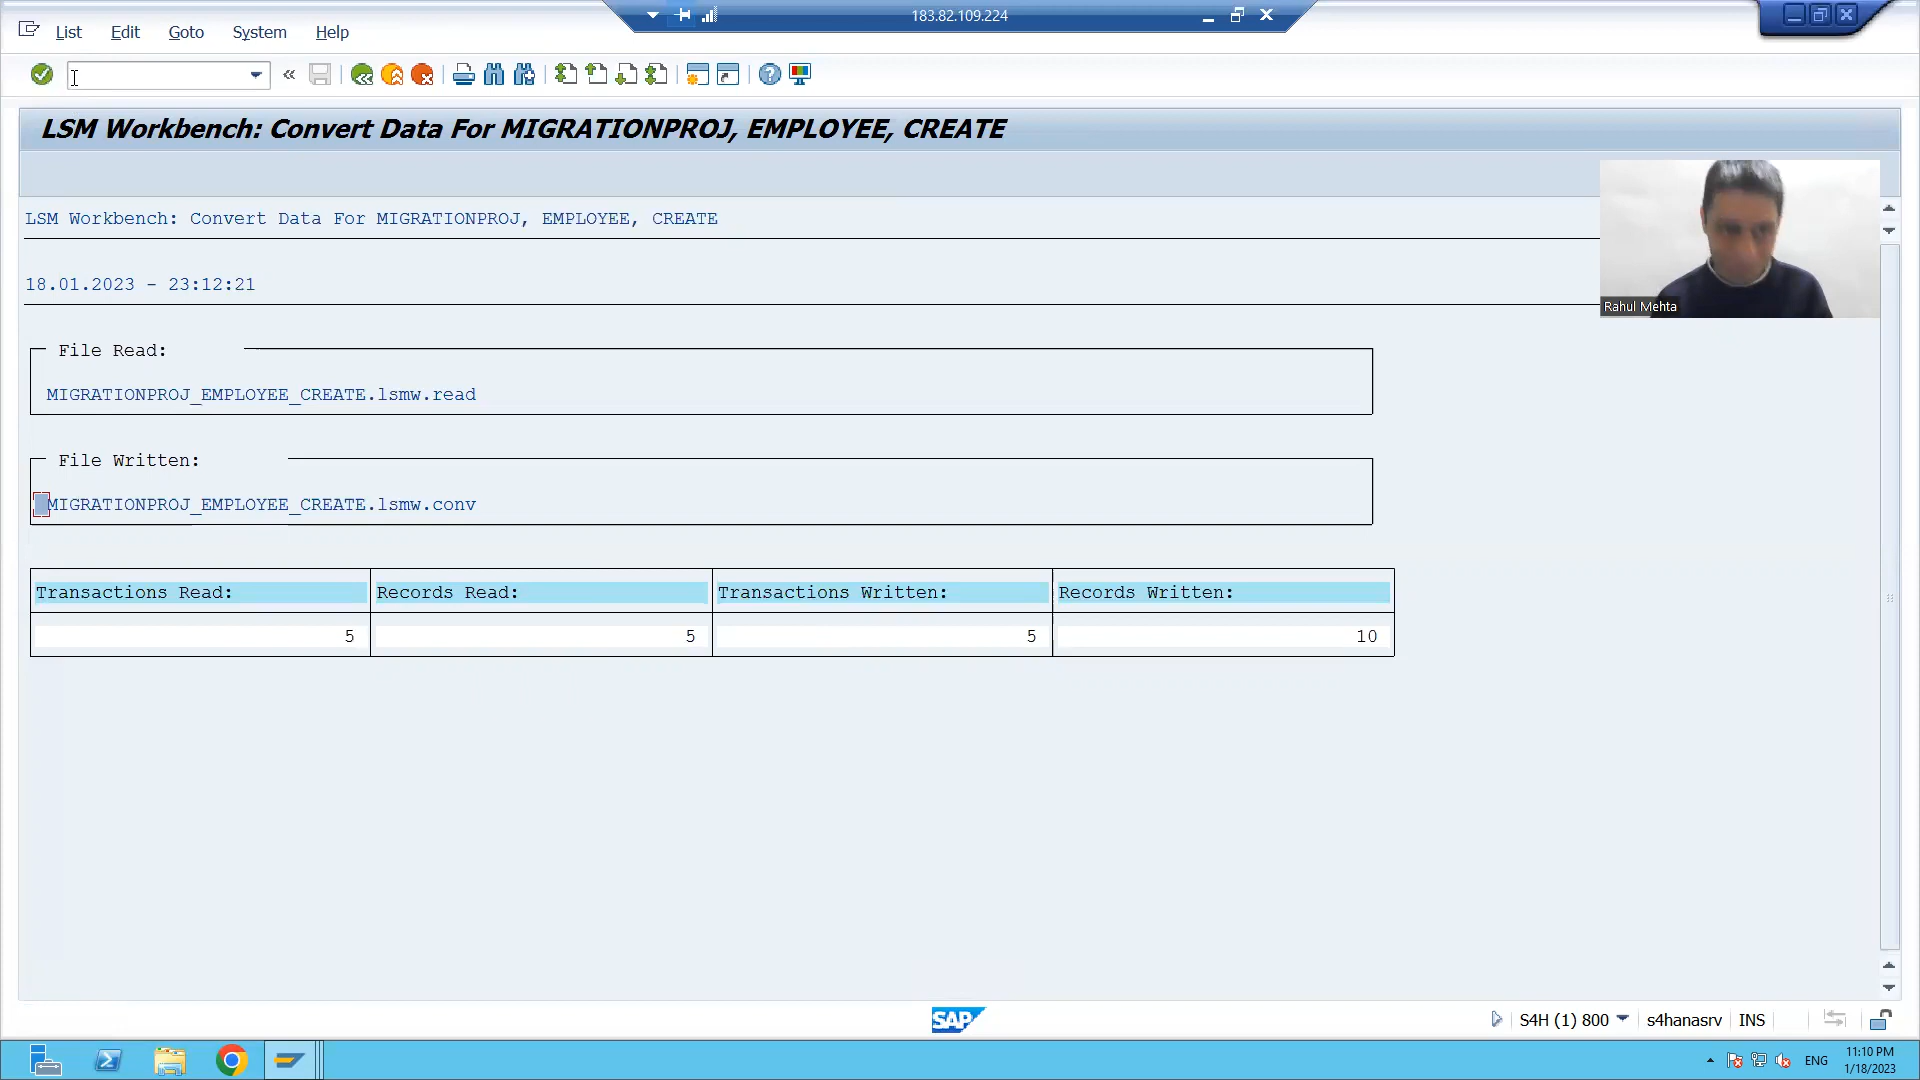 183.82.109.224
List Edit Goto System Help
LSM Workbench: Convert Data For MIGRATIONPROJ, EMPLOYEE, CREATE
LSM Workbench: Convert Data For MIGRATIONPROJ, EMPLOYEE, CREATE
18.01.2023 - 23:12:21
Rahul Mehta
File Read:
MIGRATIONPROJ_EMPLOYEE_CREATE.lsmw.read
File Written:
MIGRATIONPROJ_EMPLOYEE_CREATE.lsmw.conv
Transactions Read: Records Read: Transactions Written: Records Written:
5 5 5 10
SAP
S4H (1) 800 s4hanasrv INS
ENG
11:10 PM
1/18/2023